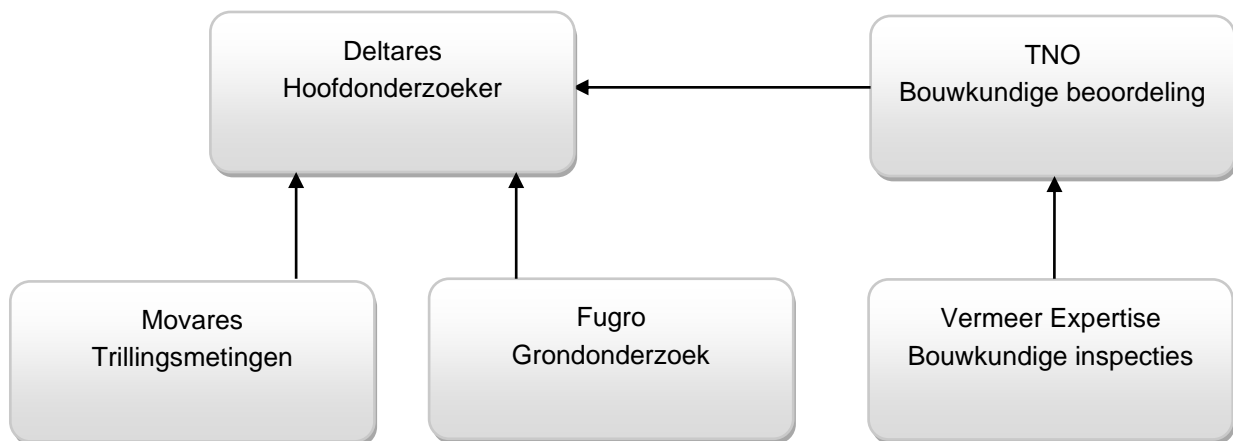 Deltares
Hoofdonderzoeker
TNO
Bouwkundige beoordeling
Movares
Trillingsmetingen
Fugro
Grondonderzoek
Vermeer Expertise
Bouwkundige inspecties